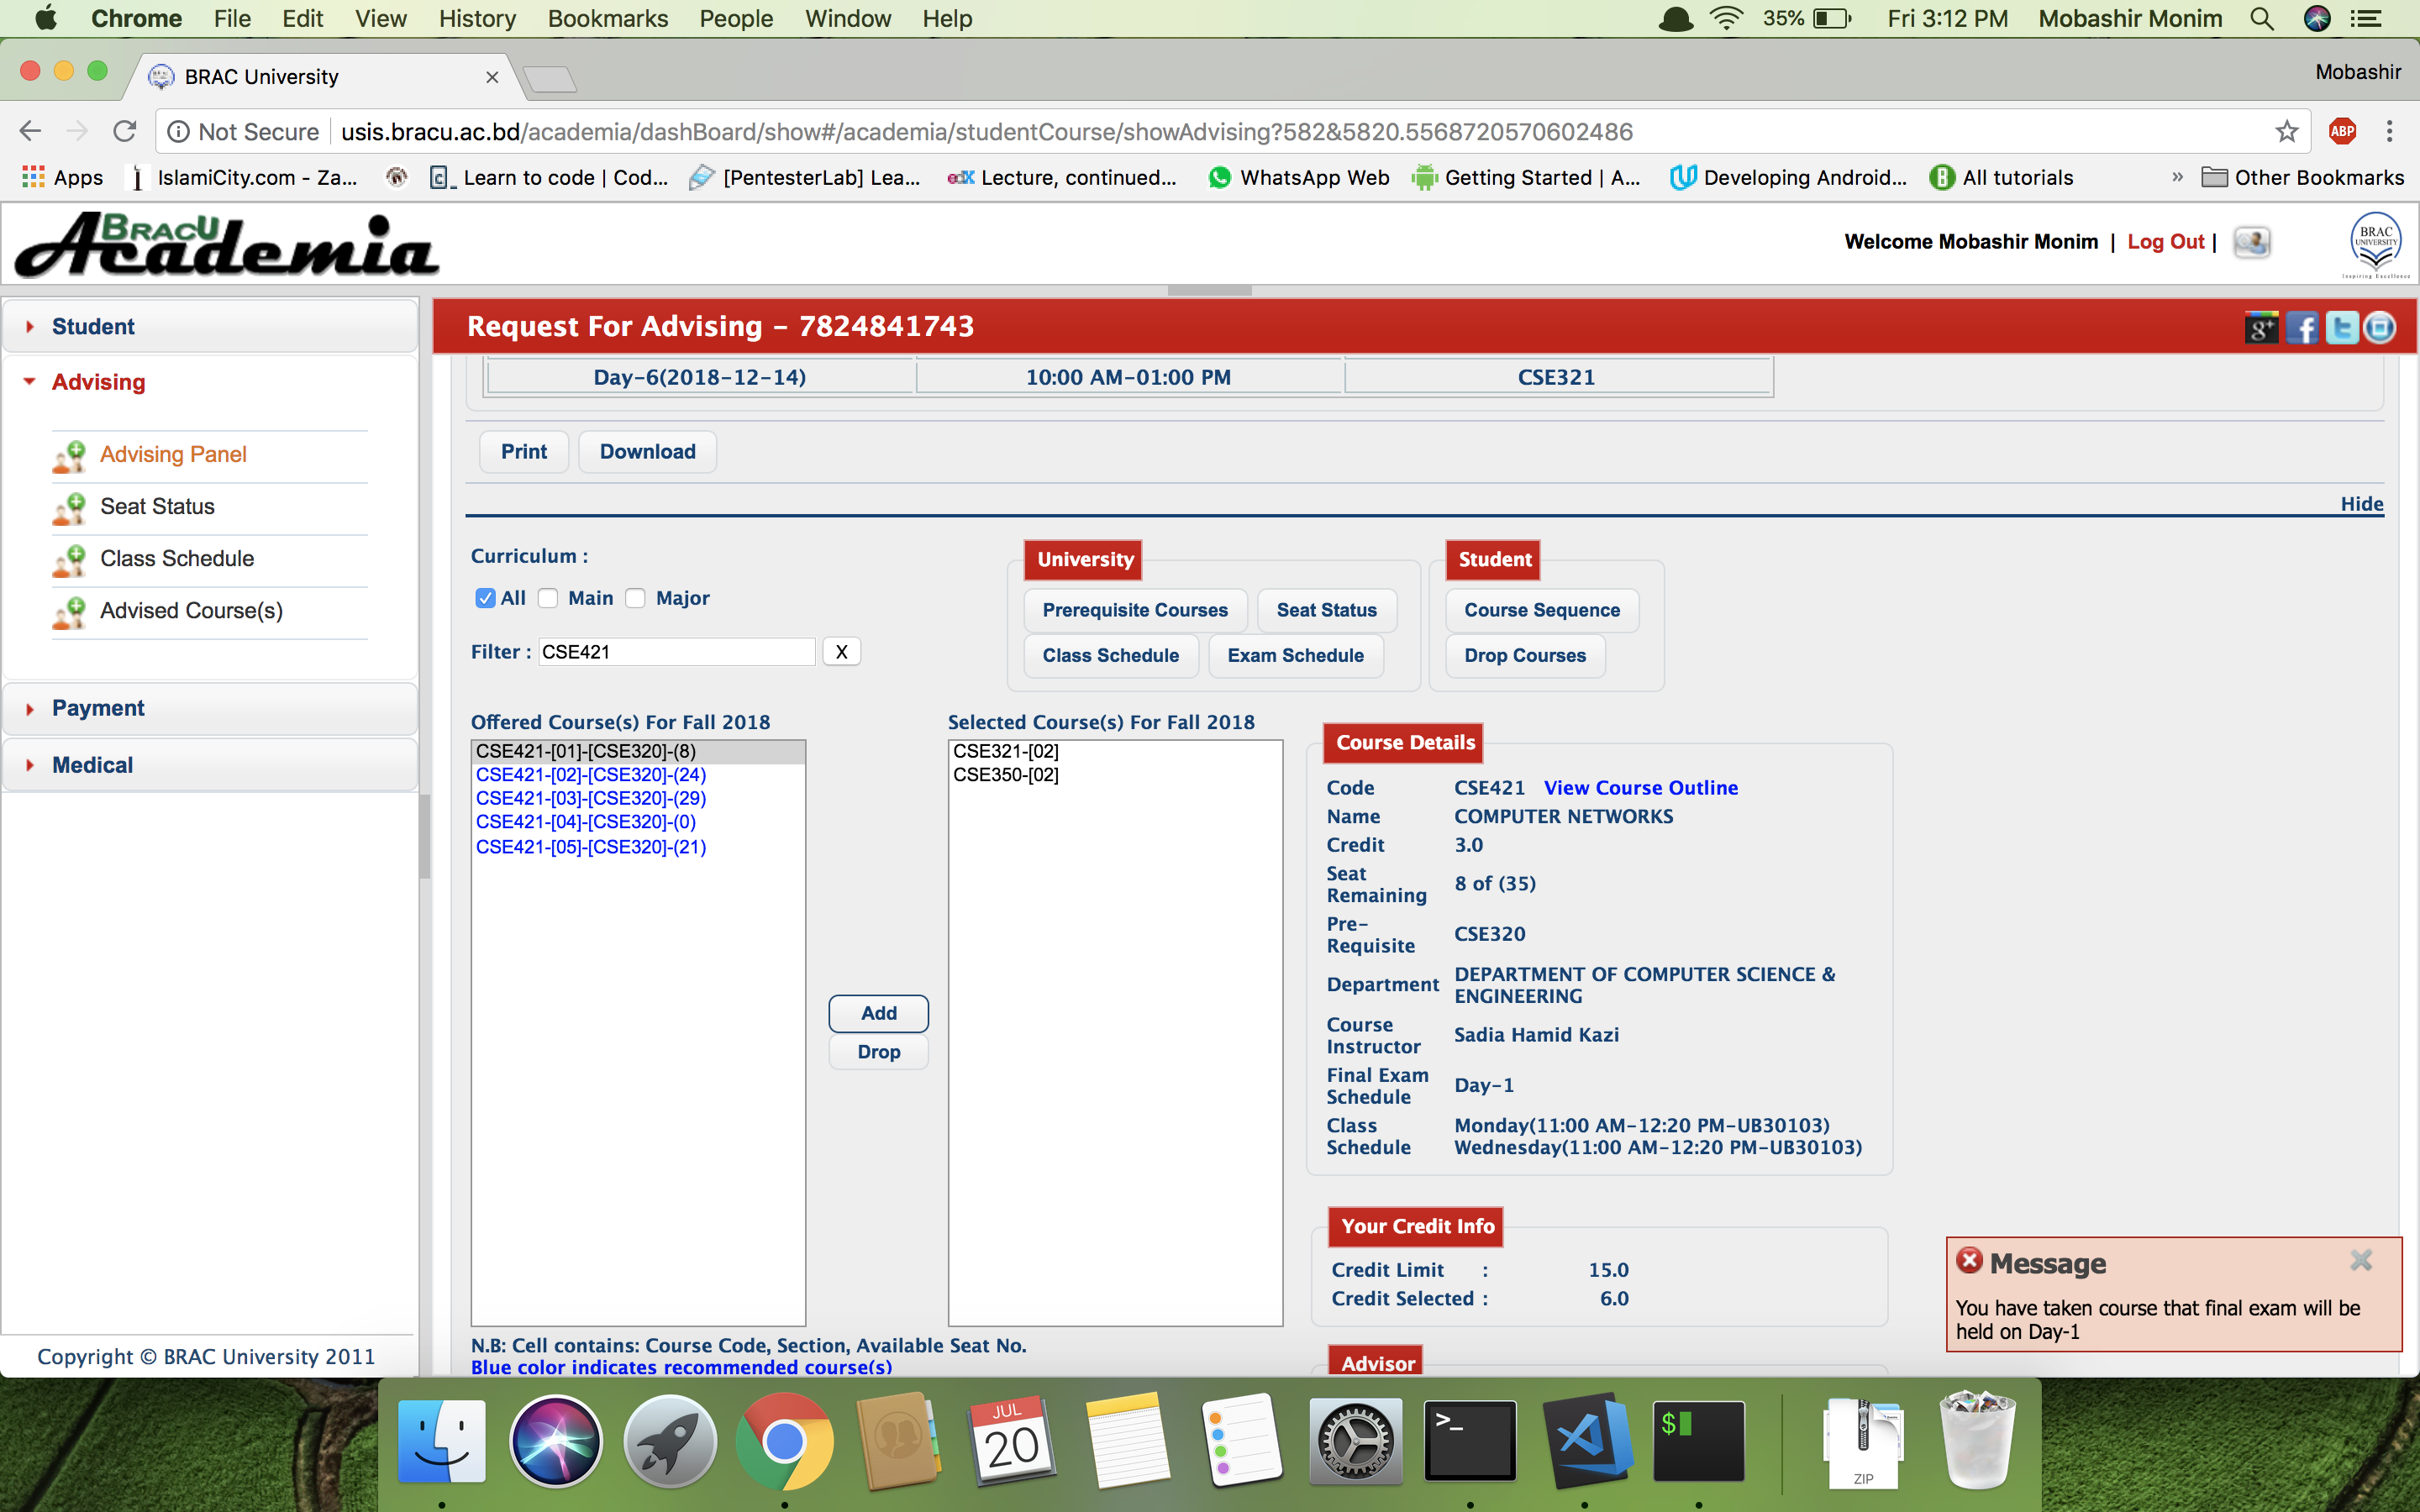 Chrome File Edit View History Bookmarks People Window Help 35% Fri 3:12 PM Mobashir Monim
BRAC University Mobashir
Not Secure usis.bracu.ac.bd/academia/dashBoard/show#/academia/studentCourse/showAdvising?582&5820.5568720570602486 ABP
Apps IslamiCity.com - Za... Learn to code | Cod... [PentesterLab] Lea... edX Lecture, continued... WhatsApp Web Getting Started | A... Developing Android... All tutorials » Other Bookmarks
BRACU Academia
Welcome Mobashir Monim | Log Out |
BRAC UNIVERSITY
Inspiring Excellence
Student
Advising
Advising Panel
Seat Status
Class Schedule
Advised Course(s)
Payment
Medical
Copyright © BRAC University 2011
Request For Advising – 7824841743
Day-6(2018-12-14) 10:00 AM-01:00 PM CSE321
Print Download
Hide
Curriculum :
All Main Major
Filter : CSE421 X
University
Prerequisite Courses Seat Status
Class Schedule Exam Schedule
Student
Course Sequence
Drop Courses
Offered Course(s) For Fall 2018
CSE421-[01]-[CSE320]-(8)
CSE421-[02]-[CSE320]-(24)
CSE421-[03]-[CSE320]-(29)
CSE421-[04]-[CSE320]-(0)
CSE421-[05]-[CSE320]-(21)
Add
Drop
Selected Course(s) For Fall 2018
CSE321-[02]
CSE350-[02]
Course Details
Code CSE421 View Course Outline
Name COMPUTER NETWORKS
Credit 3.0
Seat Remaining 8 of (35)
Pre-Requisite CSE320
Department DEPARTMENT OF COMPUTER SCIENCE &
ENGINEERING
Course Instructor Sadia Hamid Kazi
Final Exam Schedule Day-1
Class Schedule Monday(11:00 AM-12:20 PM-UB30103)
Wednesday(11:00 AM-12:20 PM-UB30103)
Your Credit Info
Credit Limit : 15.0
Credit Selected : 6.0
Advisor
N.B: Cell contains: Course Code, Section, Available Seat No.
Blue color indicates recommended course(s)
Message
You have taken course that final exam will be
held on Day-1
JUL
20
>_
$
ZIP